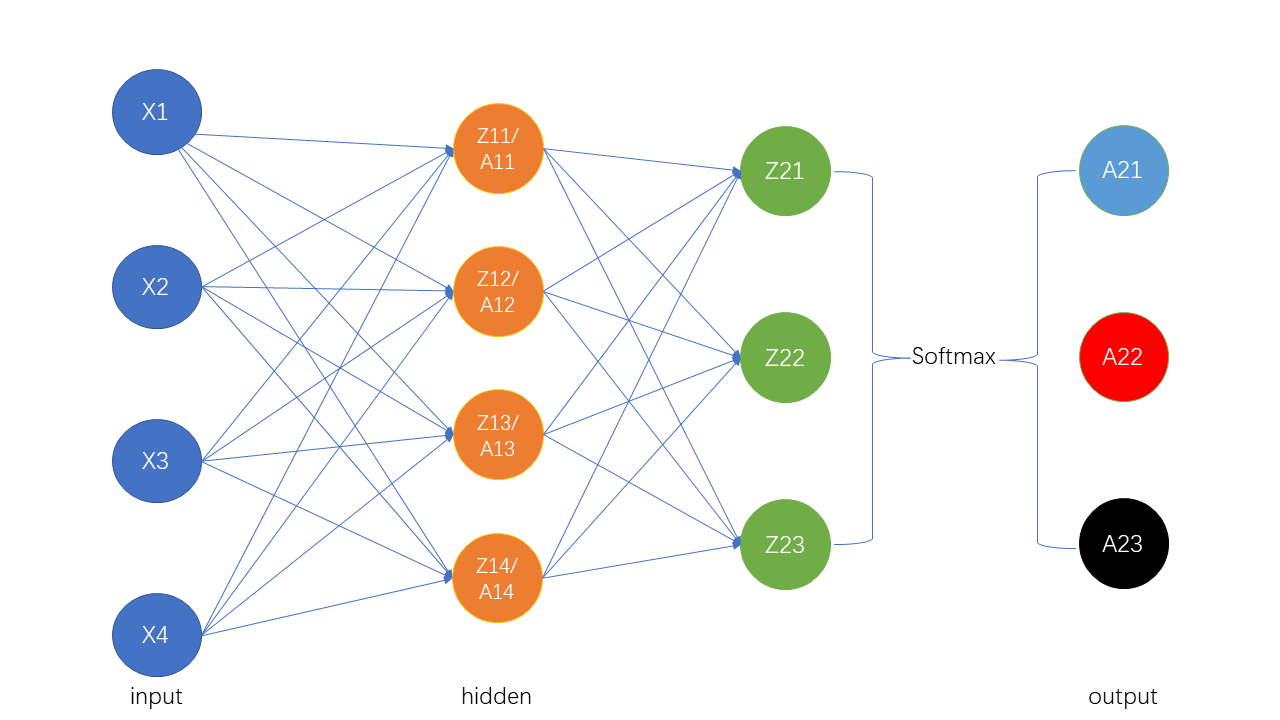 X1
X2
X3
X4
input
Z11/
A11
Z12/
A12
Z13/
A13
Z14/
A14
hidden
Z21
Z22
Z23
Softmax
A21
A22
A23
output